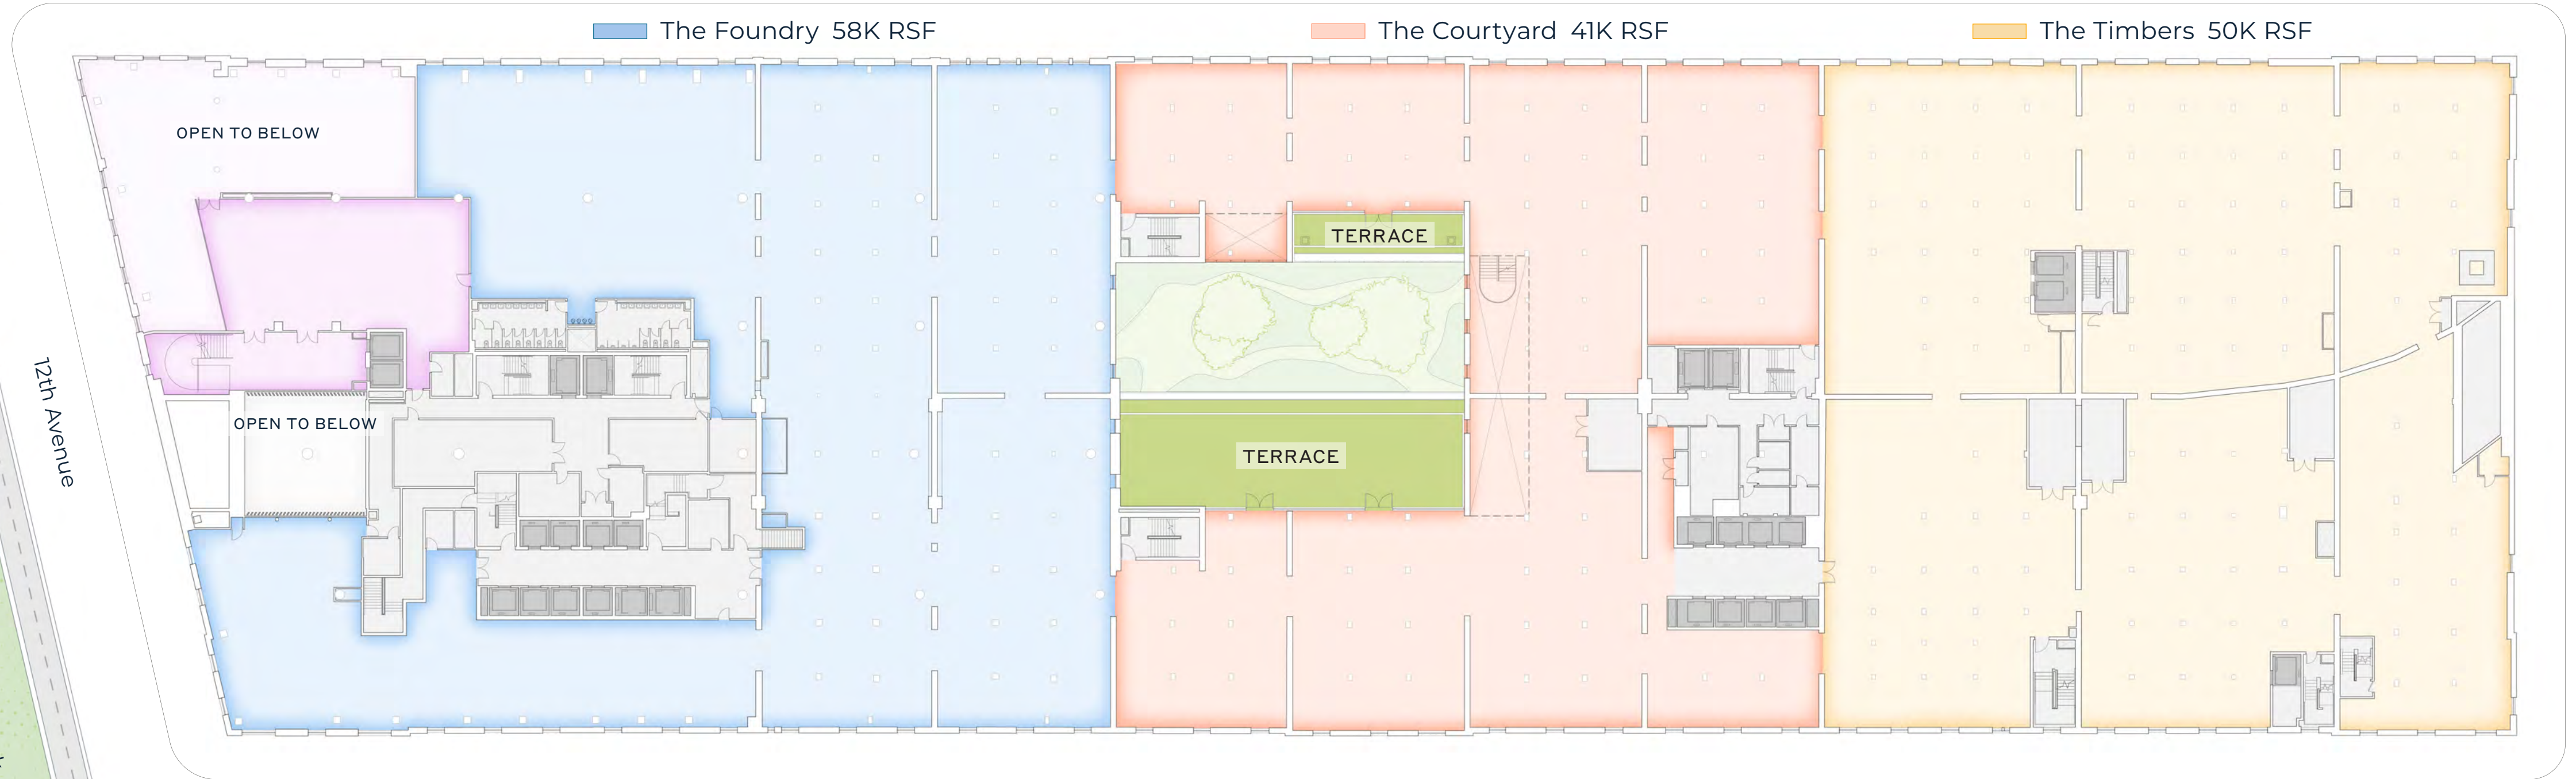 The Foundry 58K RSF
The Courtyard 41K RSF
The Timbers 50K RSF
OPEN TO BELOW
TERRACE
12th Avenue
OPEN TO BELOW
TERRACE